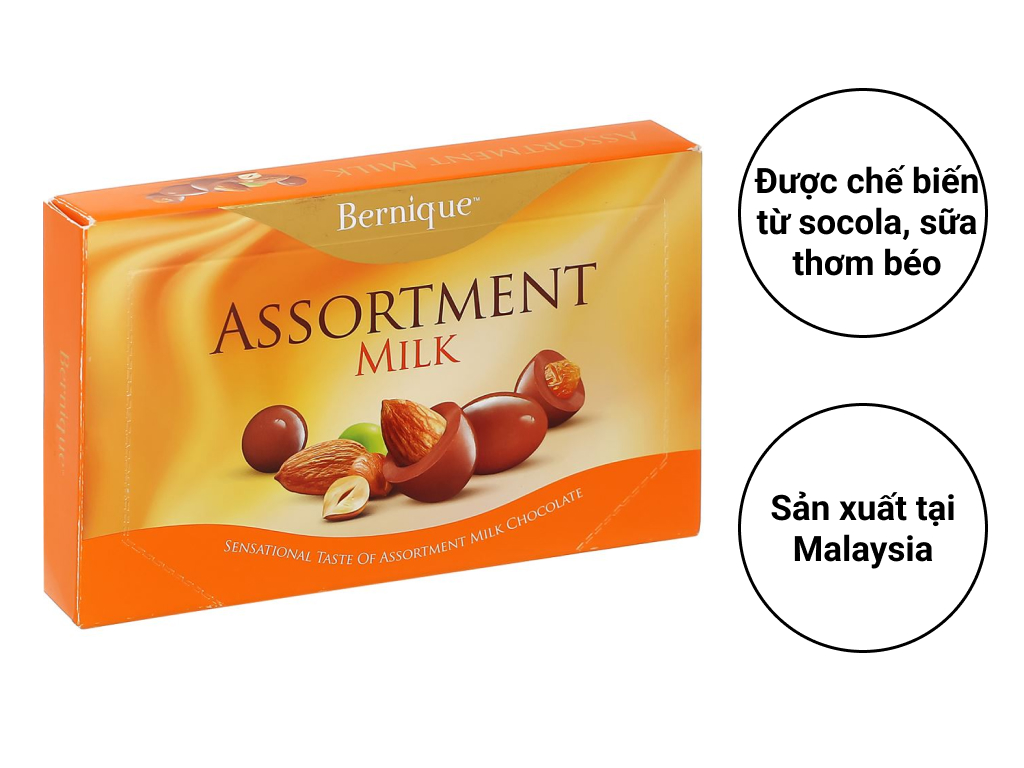 ASSORTMENT MILK
Bernique™
ASSORTMENT
MILK
Bernique™
SENSATIONAL TASTE OF ASSORTMENT MILK CHOCOLATE
Được chế biến
từ socola, sữa
thơm béo
Sản xuất tại
Malaysia